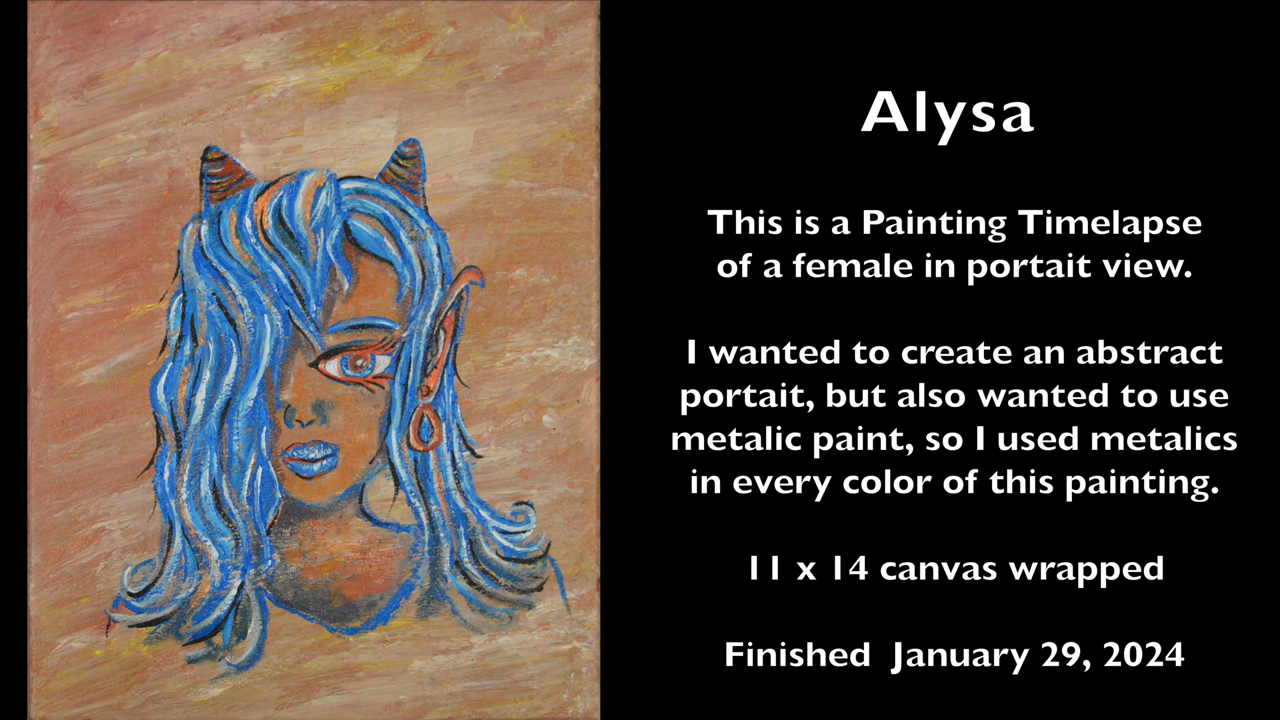 Alysa
This is a Painting Timelapse
of a female in portait view.
I wanted to create an abstract
portait, but also wanted to use
metalic paint, so I used metalics
in every color of this painting.
11 x 14 canvas wrapped
Finished January 29, 2024